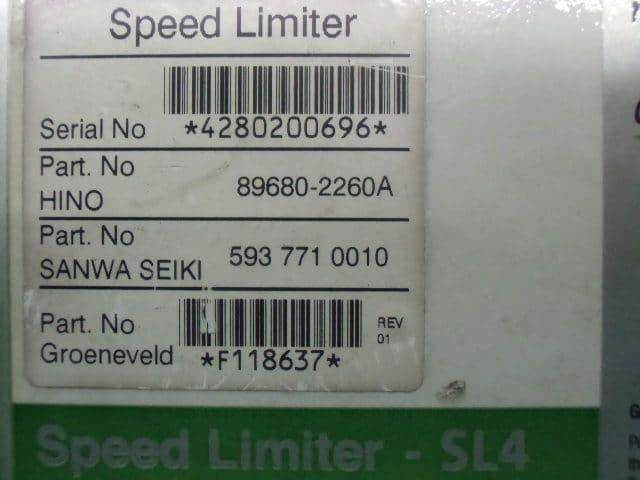 Speed Limiter
Serial No *4280200696*
Part. No
HINO 89680-2260A
Part. No
SANWA SEIKI 593 771 0010
Part. No REV
Groeneveld *F118637* 01
Speed Limiter - SL4